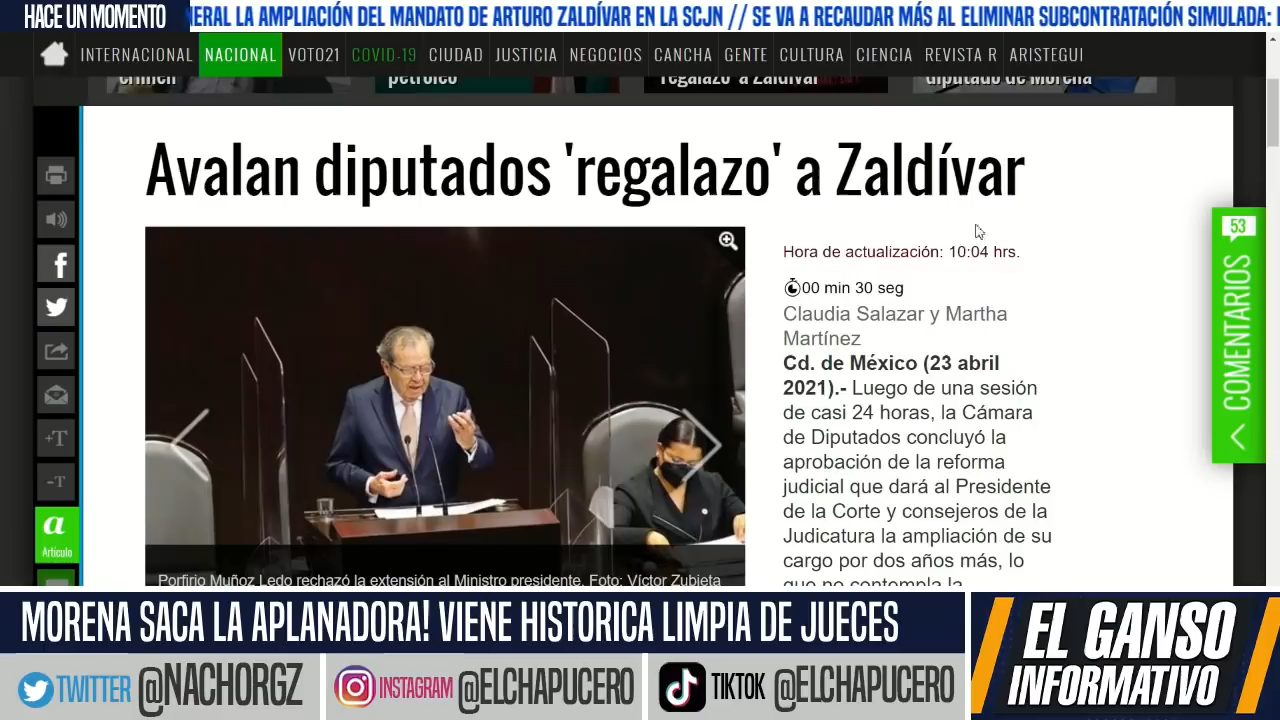 HACE UN MOMENTO
NERAL LA AMPLIACIÓN DEL MANDATO DE ARTURO ZALDÍVAR EN LA SCJN // SE VA A RECAUDAR MÁS AL ELIMINAR SUBCONTRATACIÓN SIMULADA:
INTERNACIONAL NACIONAL VOTO21 COVID-19 CIUDAD JUSTICIA NEGOCIOS CANCHA GENTE CULTURA CIENCIA REVISTA R ARISTEGUI
crimen petróleo 'regalazo' a Zaldívar diputado de Morena
Avalan diputados 'regalazo' a Zaldívar
Hora de actualización: 10:04 hrs.
00 min 30 seg
Claudia Salazar y Martha
Martínez
Cd. de México (23 abril
2021).- Luego de una sesión
de casi 24 horas, la Cámara
de Diputados concluyó la
aprobación de la reforma
judicial que dará al Presidente
de la Corte y consejeros de la
Judicatura la ampliación de su
cargo por dos años más, lo
que no contempla la
Porfirio Muñoz Ledo rechazó la extensión al Ministro presidente. Foto: Víctor Zubieta
53
COMENTARIOS
+T
-T
a
Artículo
MORENA SACA LA APLANADORA! VIENE HISTORICA LIMPIA DE JUECES
TWITTER @NACHORGZ INSTAGRAM @ELCHAPUCERO TIKTOK @ELCHAPUCERO
EL GANSO
INFORMATIVO